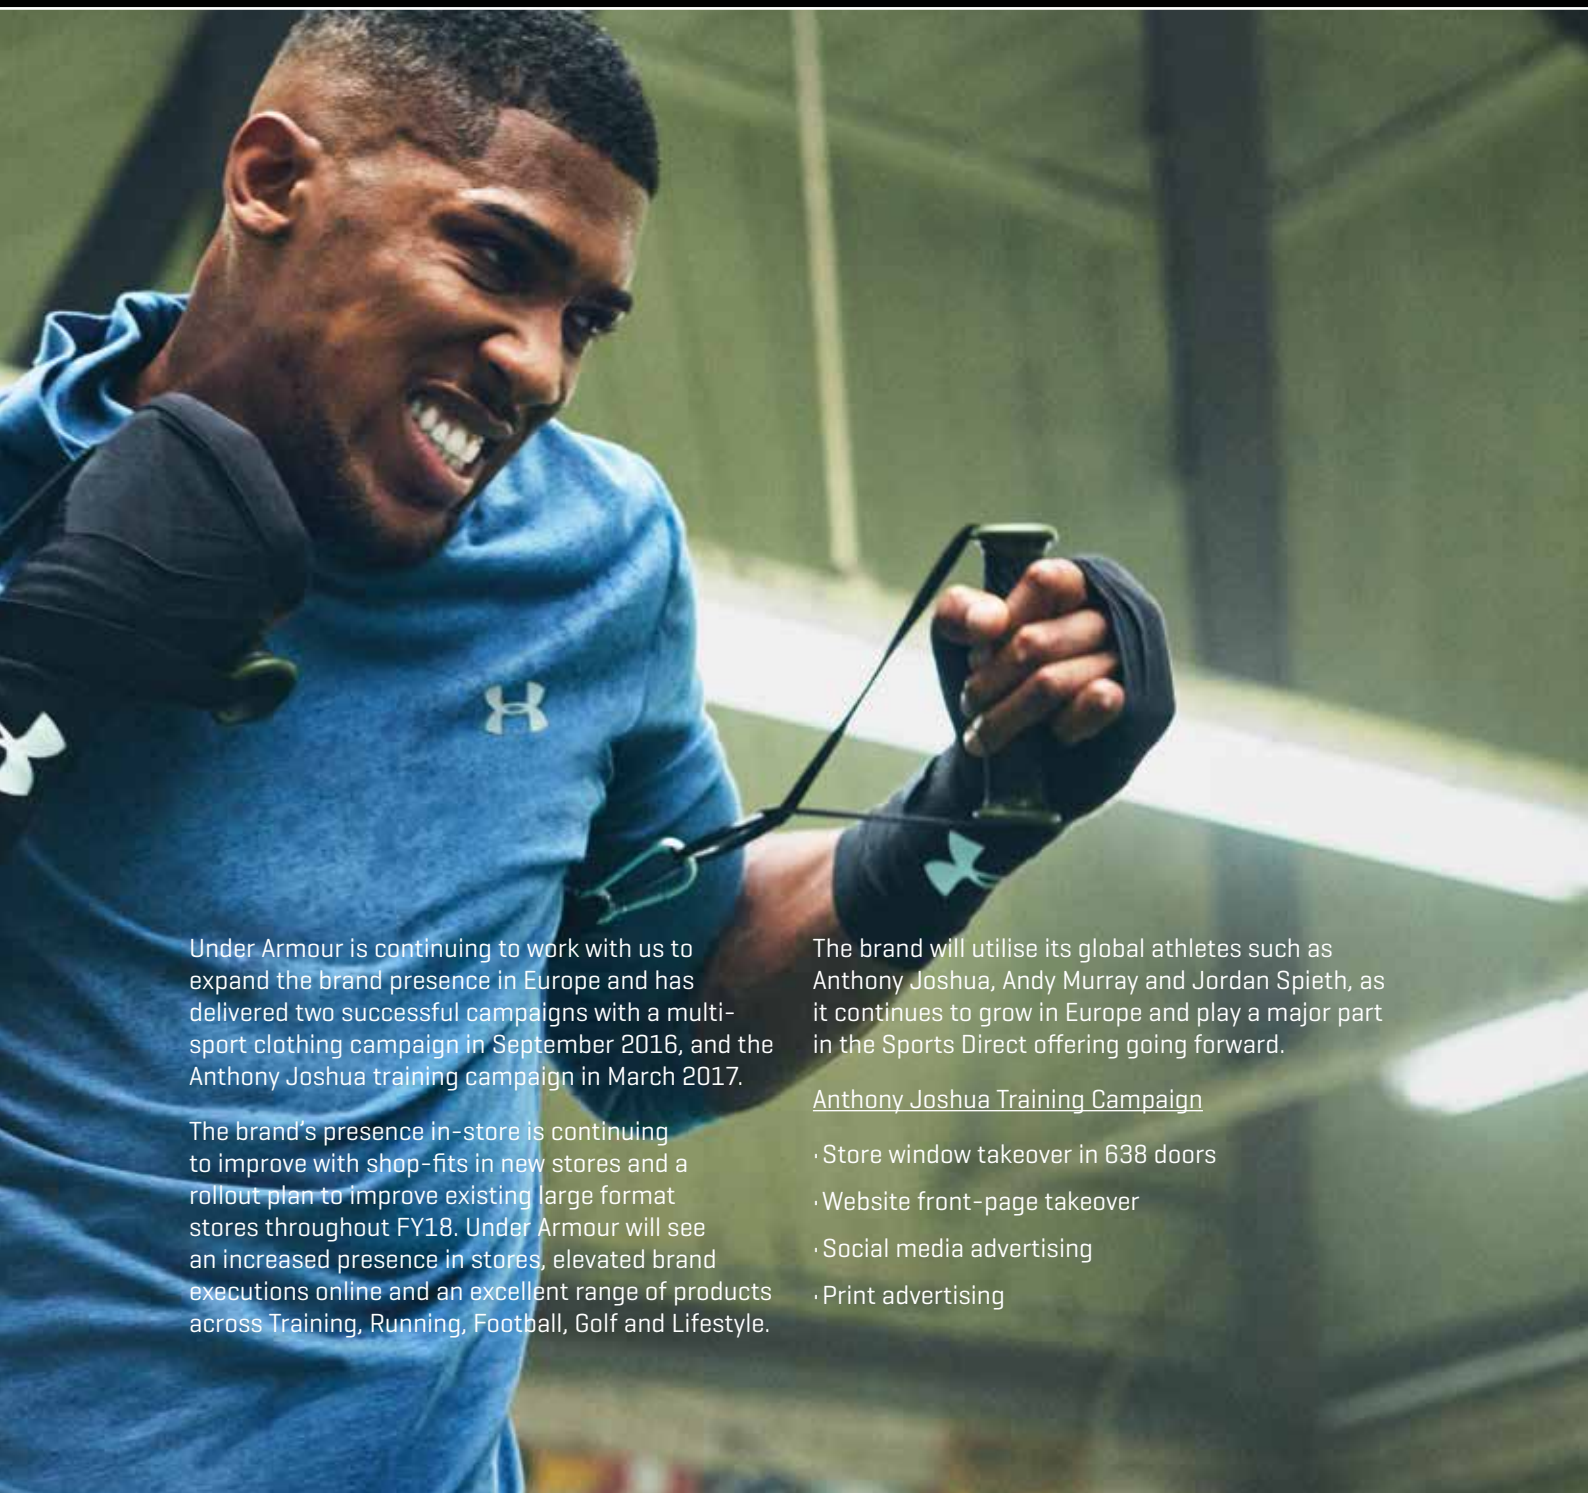 Under Armour is continuing to work with us to
expand the brand presence in Europe and has
delivered two successful campaigns with a multi-
sport clothing campaign in September 2016, and the
Anthony Joshua training campaign in March 2017.
The brand's presence in-store is continuing
to improve with shop-fits in new stores and a
rollout plan to improve existing large format
stores throughout FY18. Under Armour will see
an increased presence in stores, elevated brand
executions online and an excellent range of products
across Training, Running, Football, Golf and Lifestyle.
The brand will utilise its global athletes such as
Anthony Joshua, Andy Murray and Jordan Spieth, as
it continues to grow in Europe and play a major part
in the Sports Direct offering going forward.
Anthony Joshua Training Campaign
· Store window takeover in 638 doors
· Website front-page takeover
· Social media advertising
· Print advertising